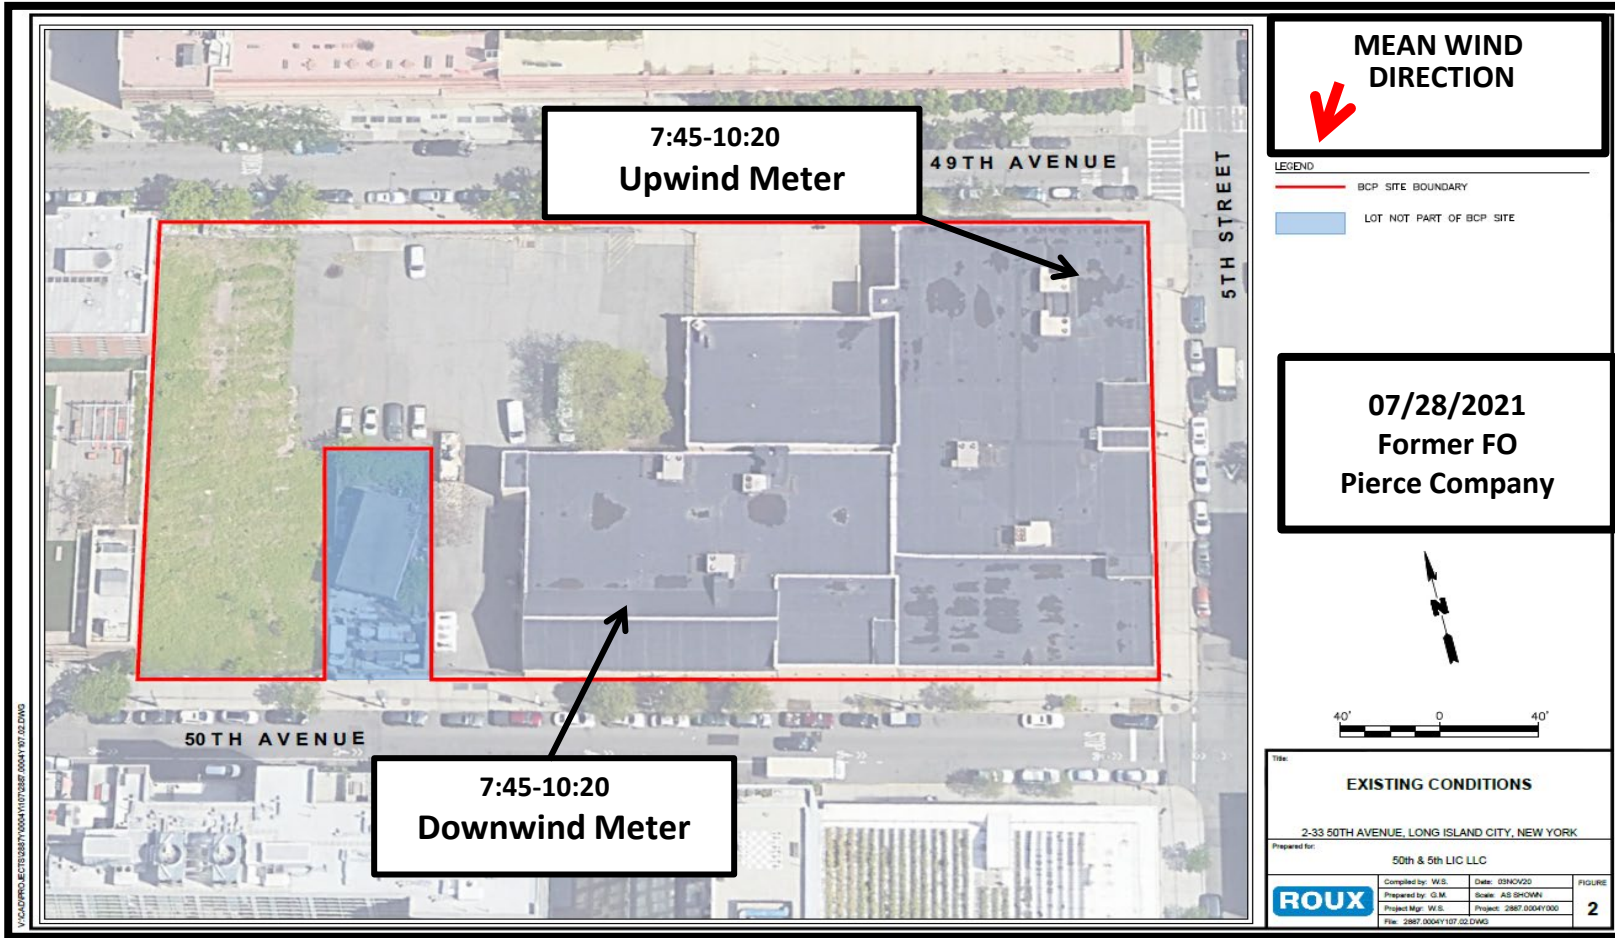 MEAN WIND
DIRECTION
7:45-10:20
Upwind Meter
49TH AVENUE
5TH STREET
LEGEND
BCP SITE BOUNDARY
LOT NOT PART OF BCP SITE
07/28/2021
Former FO
Pierce Company
N
40' 0 40'
50TH AVENUE
7:45-10:20
Downwind Meter
Title:
EXISTING CONDITIONS
2-33 50TH AVENUE, LONG ISLAND CITY, NEW YORK
Prepared for:
50th & 5th LIC LLC
ROUX
Compiled by: W.S. Date: 03NOV20 FIGURE
Prepared by: G.M. Scale: AS SHOWN
Project Mgr: W.S. Project: 2887.0004Y000 2
File: 2887.0004Y107.02.DWG